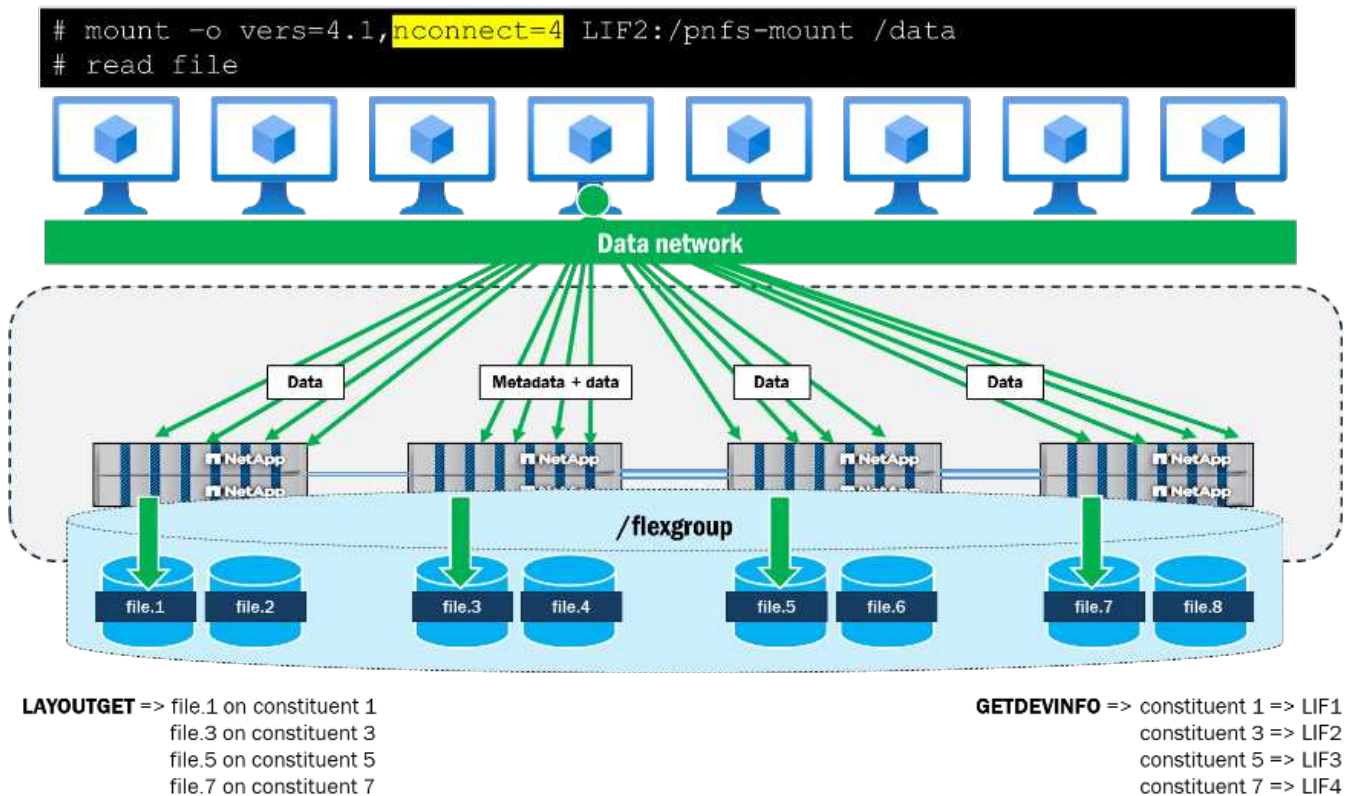 # mount –o vers=4.1,nconnect=4 LIF2:/pnfs-mount /data
# read file
Data network
Data
Metadata + data
Data
Data
NetApp
NetApp
NetApp
NetApp
NetApp
NetApp
NetApp
NetApp
/flexgroup
file.1
file.2
file.3
file.4
file.5
file.6
file.7
file.8
LAYOUTGET => file.1 on constituent 1
file.3 on constituent 3
file.5 on constituent 5
file.7 on constituent 7
GETDEVINFO => constituent 1 => LIF1
constituent 3 => LIF2
constituent 5 => LIF3
constituent 7 => LIF4